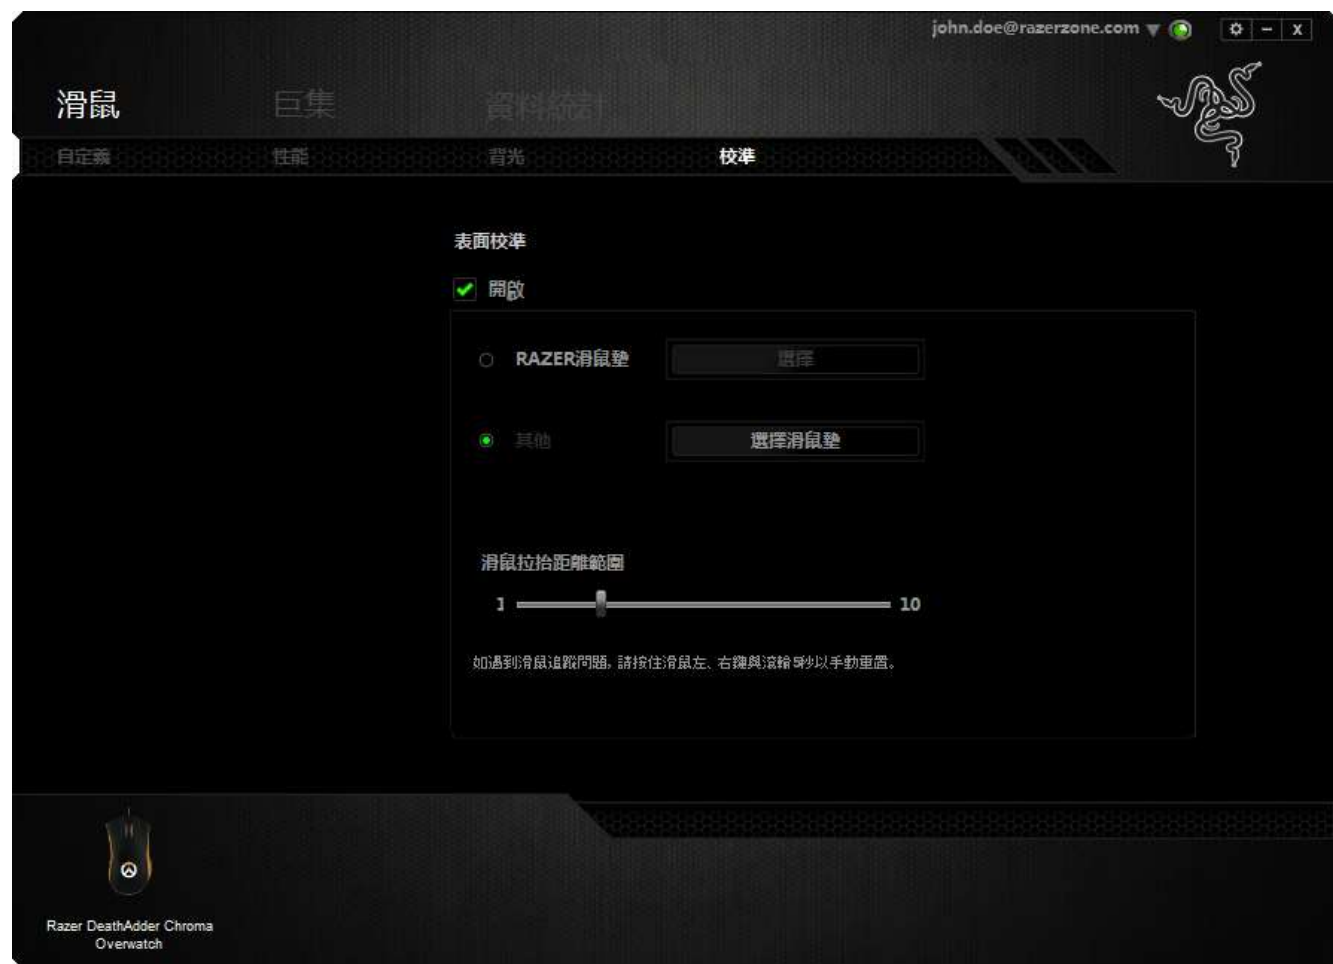 john.doe@razerzone.com
滑鼠 巨集 資料統計
自定義 性能 背光 校準
表面校準
開啟
RAZER滑鼠墊 選擇
其他 選擇滑鼠墊
滑鼠拉抬距離範圍
1 10
如遇到滑鼠追蹤問題, 請按住滑鼠左、右鍵與滾輪5秒以手動重置。
Razer DeathAdder Chroma
Overwatch